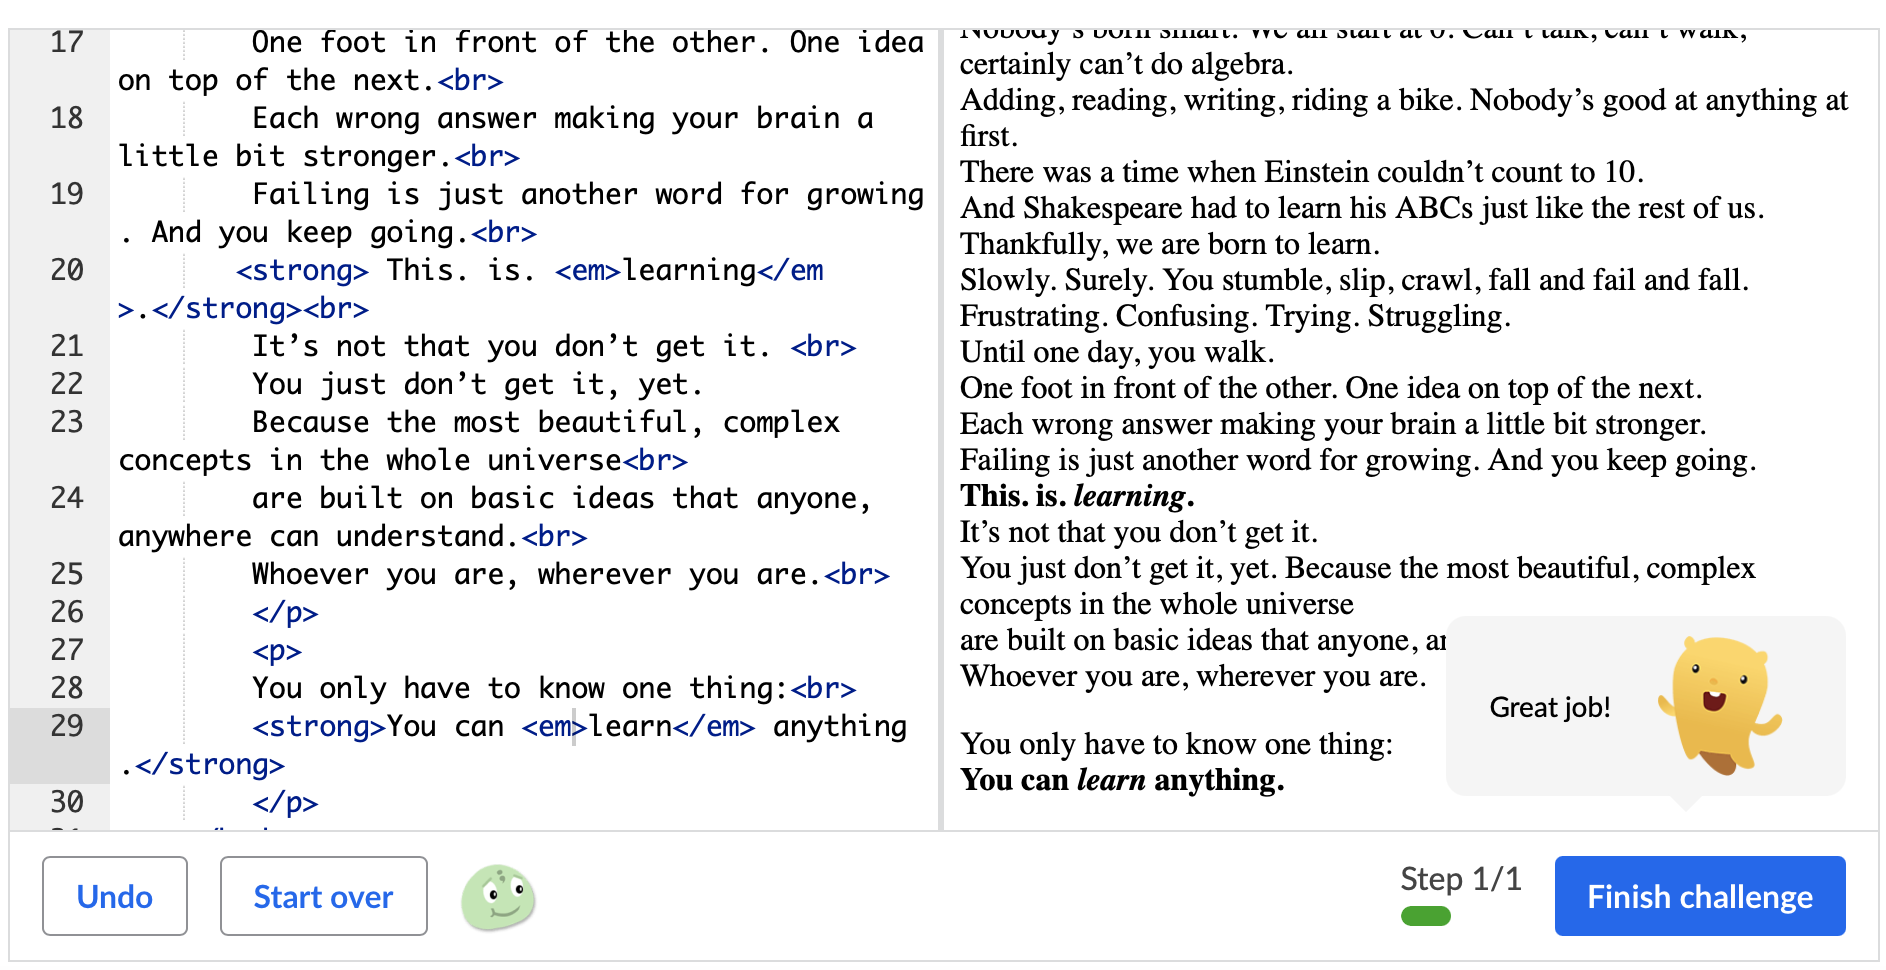 17 One foot in front of the other. One idea
on top of the next.<br>
18 Each wrong answer making your brain a
little bit stronger.<br>
19 Failing is just another word for growing
. And you keep going.<br>
20 <strong> This. is. <em>learning</em
>.</strong><br>
21 It’s not that you don’t get it. <br>
22 You just don’t get it, yet.
23 Because the most beautiful, complex
concepts in the whole universe<br>
24 are built on basic ideas that anyone,
anywhere can understand.<br>
25 Whoever you are, wherever you are.<br>
26 </p>
27 <p>
28 You only have to know one thing:<br>
29 <strong>You can <em>learn</em> anything
.</strong>
30 </p>
Nobody’s born smart. We all start at 0. Can’t talk, can’t walk,
certainly can’t do algebra.
Adding, reading, writing, riding a bike. Nobody’s good at anything at
first.
There was a time when Einstein couldn’t count to 10.
And Shakespeare had to learn his ABCs just like the rest of us.
Thankfully, we are born to learn.
Slowly. Surely. You stumble, slip, crawl, fall and fail and fall.
Frustrating. Confusing. Trying. Struggling.
Until one day, you walk.
One foot in front of the other. One idea on top of the next.
Each wrong answer making your brain a little bit stronger.
Failing is just another word for growing. And you keep going.
This. is. learning.
It’s not that you don’t get it.
You just don’t get it, yet. Because the most beautiful, complex
concepts in the whole universe
are built on basic ideas that anyone,
Whoever you are, wherever you are.
You only have to know one thing:
You can learn anything.
Great job!
Undo
Start over
Step 1/1
Finish challenge